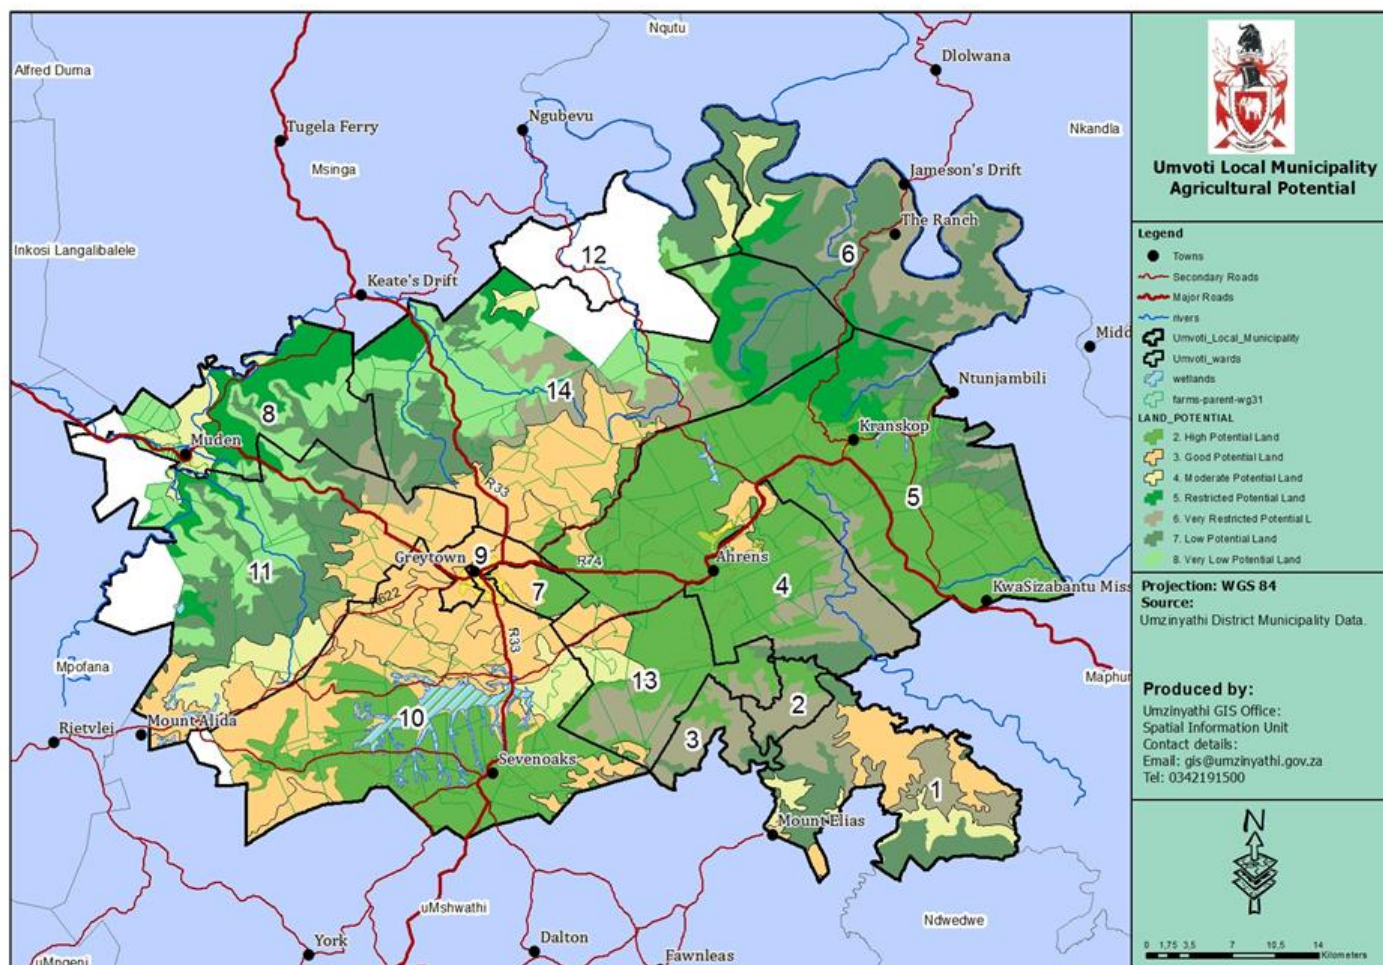 Nqutu
Dlolwana
Alfred Duma
Ngubevu
Tugela Ferry
Nkandla
Msinga
Jameson's Drift
The Ranch
Inkosi Langalibalele
12
6
Keate's Drift
Midd
Ntunjambili
14
8
Kranskop
Muden
R33
5
Greytown
9
R74
Ahrens
11
7
4
KwaSizabantu Miss
R622
R33
Mpofana
Maphur
13
10
2
Rietvlei
Mount Alida
3
Sevenoaks
1
Mount Elias
uMshwathi
Ndwedwe
York
Dalton
uMngeni
Fawnleas
Umvoti Local Municipality
Agricultural Potential
Legend
Towns
Secondary Roads
Major Roads
rivers
Umvoti_Local_Municipality
Umvoti_wards
wetlands
farms-parent-wg31
LAND_POTENTIAL
2. High Potential Land
3. Good Potential Land
4. Moderate Potential Land
5. Restricted Potential Land
6. Very Restricted Potential L
7. Low Potential Land
8. Very Low Potential Land
Projection: WGS 84
Source:
Umzinyathi District Municipality Data.
Produced by:
Umzinyathi GIS Office:
Spatial Information Unit
Contact details:
Email: gis@umzinyathi.gov.za
Tel: 0342191500
N
0 1,75 3,5 7 10,5 14
Kilometers